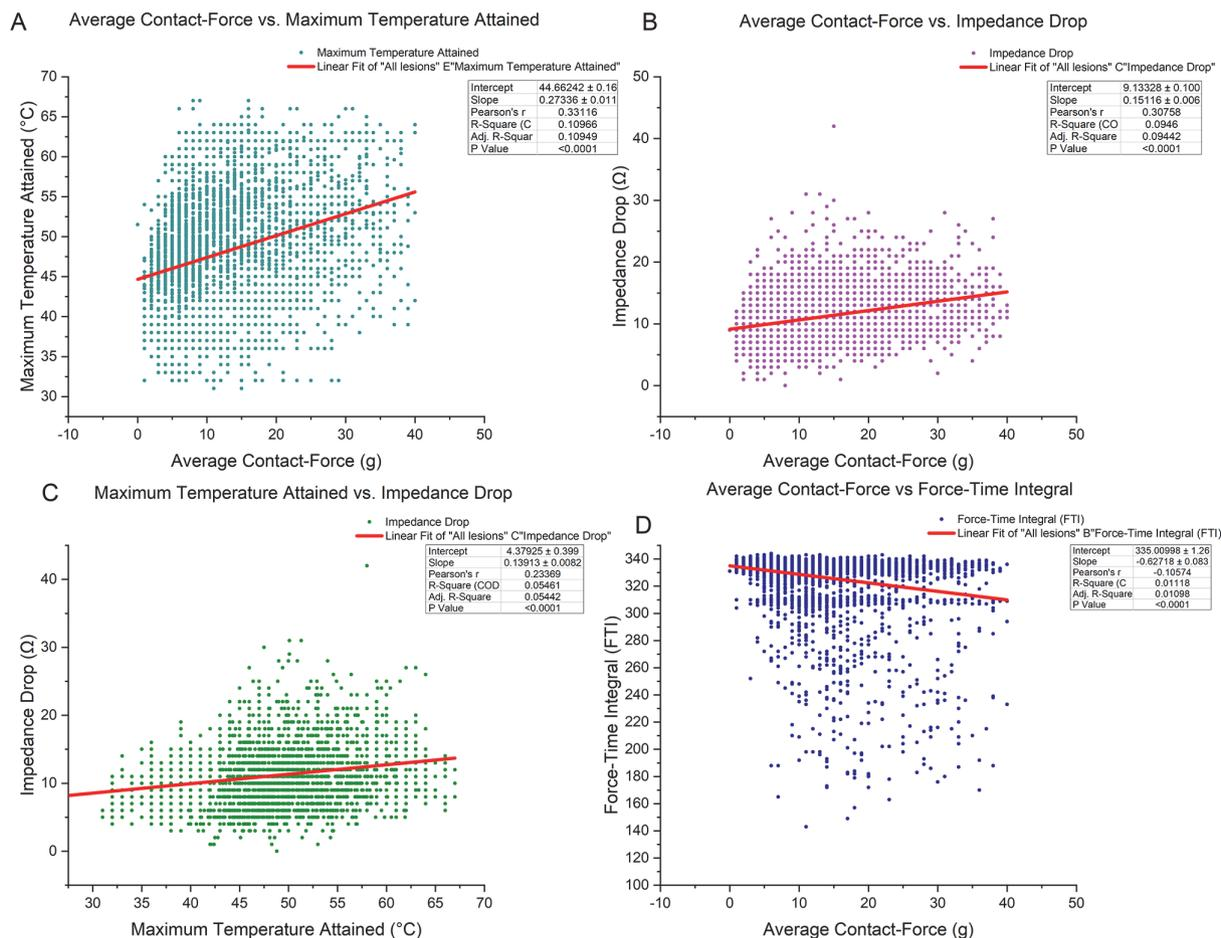 A
Average Contact-Force vs. Maximum Temperature Attained
Maximum Temperature Attained
Linear Fit of "All lesions" E"Maximum Temperature Attained"
Intercept 44.66242 ± 0.16
Slope 0.27336 ± 0.011
Pearson's r 0.33116
R-Square (C 0.10966
Adj. R-Squar 0.10949
P Value <0.0001
Maximum Temperature Attained (°C)
70
65
60
55
50
45
40
35
30
-10 0 10 20 30 40 50
Average Contact-Force (g)
B
Average Contact-Force vs. Impedance Drop
Impedance Drop
Linear Fit of "All lesions" C"Impedance Drop"
Intercept 9.13328 ± 0.100
Slope 0.15116 ± 0.006
Pearson's r 0.30758
R-Square (CO 0.0946
Adj. R-Square 0.09442
P Value <0.0001
Impedance Drop (Ω)
50
40
30
20
10
0
-10 0 10 20 30 40 50
Average Contact-Force (g)
C
Maximum Temperature Attained vs. Impedance Drop
Impedance Drop
Linear Fit of "All lesions" C"Impedance Drop"
Intercept 4.37925 ± 0.399
Slope 0.13913 ± 0.0082
Pearson's r 0.23369
R-Square (COD 0.05461
Adj. R-Square 0.05442
P Value <0.0001
Impedance Drop (Ω)
40
30
20
10
0
30 35 40 45 50 55 60 65 70
Maximum Temperature Attained (°C)
D
Average Contact-Force vs Force-Time Integral
Force-Time Integral (FTI)
Linear Fit of "All lesions" B"Force-Time Integral (FTI)
Intercept 335.00998 ± 1.26
Slope -0.62718 ± 0.083
Pearson's r -0.10574
R-Square (C 0.01118
Adj. R-Square 0.01098
P Value <0.0001
Force-Time Integral (FTI)
340
320
300
280
260
240
220
200
180
160
140
120
100
-10 0 10 20 30 40 50
Average Contact-Force (g)